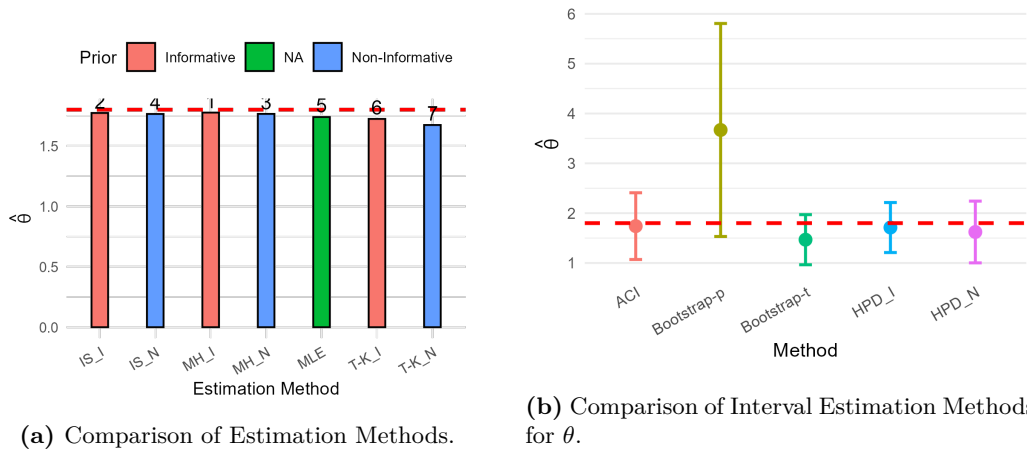 Prior Informative NA Non-Informative
2 4 1 3 5 6 7
1.5
1.0
0.5
0.0
θ̂
IS_I IS_N MH_I MH_N MLE T-K_I T-K_N
Estimation Method
(a) Comparison of Estimation Methods.
6
5
4
3
2
1
θ̂
ACI Bootstrap-p Bootstrap-t HPD_I HPD_N
Method
(b) Comparison of Interval Estimation Methods
for θ.